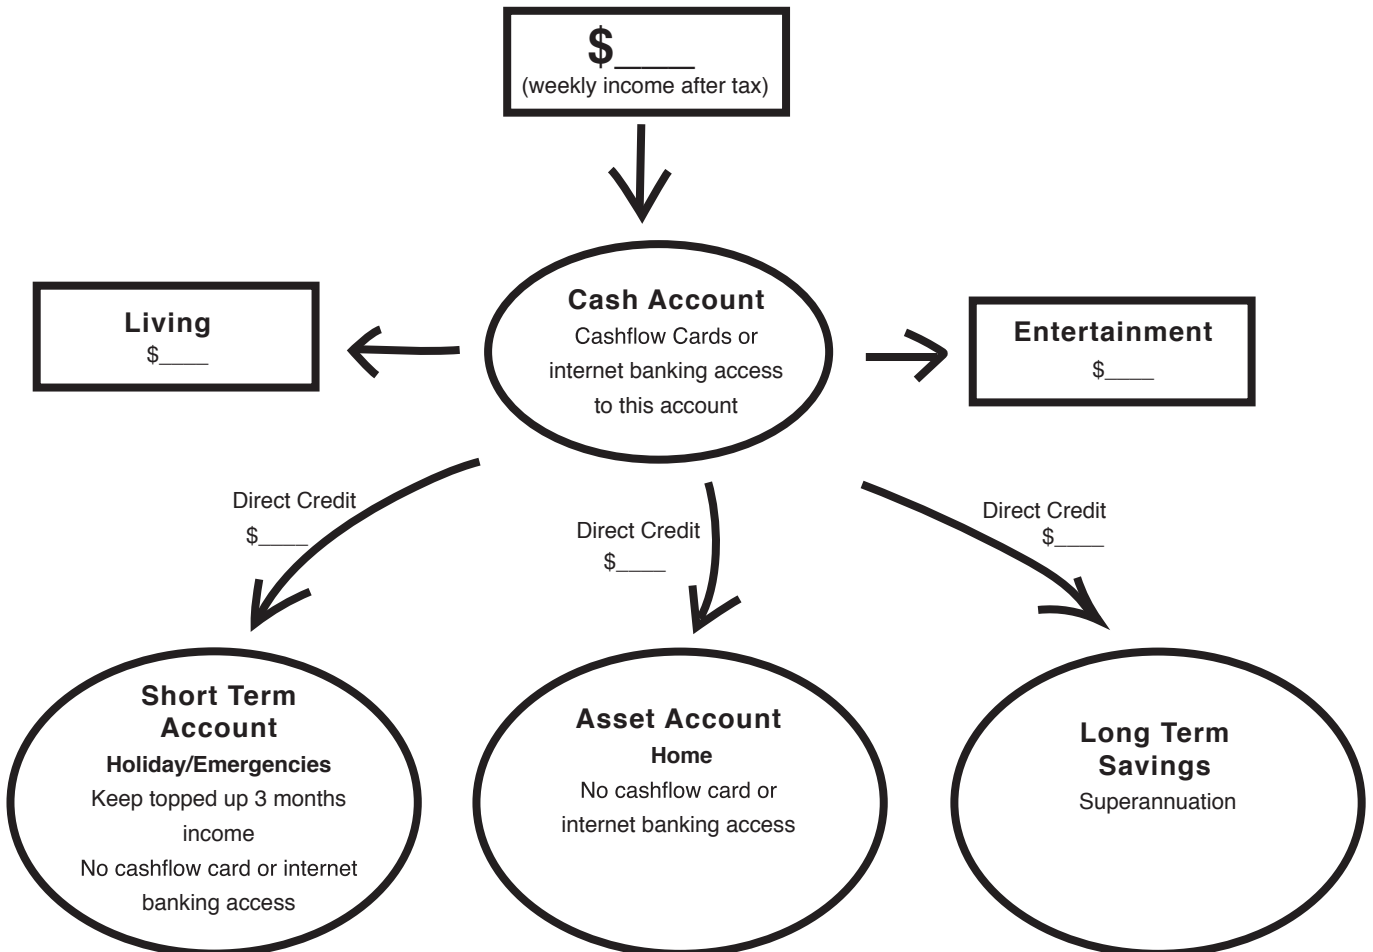 $____
(weekly income after tax)
Cash Account
Cashflow Cards or
internet banking access
to this account
Living
$____
Entertainment
$____
Direct Credit
$____
Direct Credit
$____
Direct Credit
$____
Short Term
Account
Holiday/Emergencies
Keep topped up 3 months
income
No cashflow card or internet
banking access
Asset Account
Home
No cashflow card or
internet banking access
Long Term
Savings
Superannuation